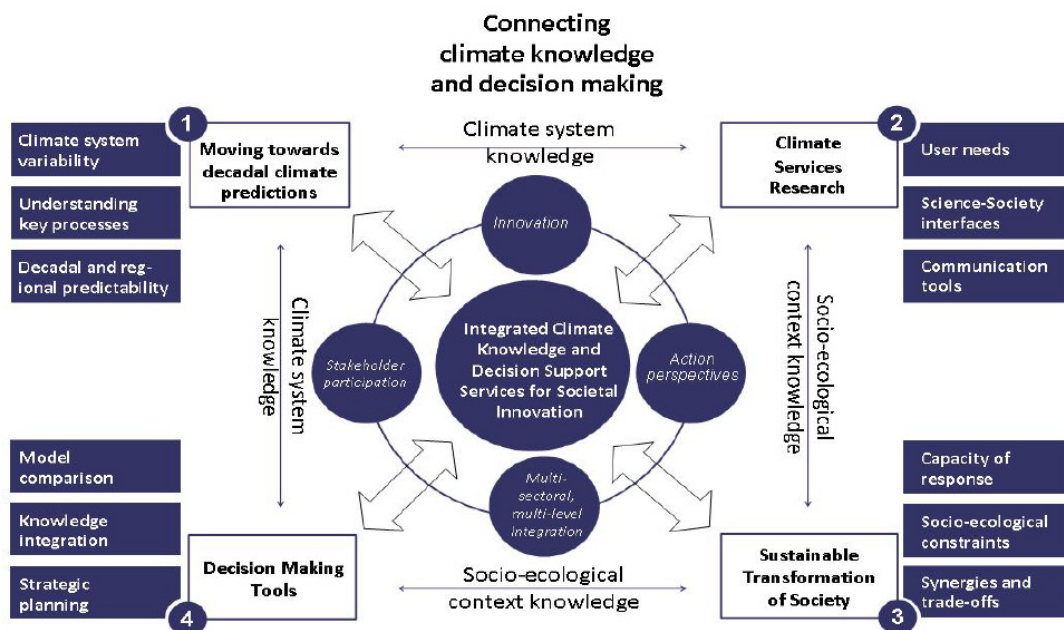 Connecting
climate knowledge
and decision making
1
Climate system
variability
Understanding
key processes
Decadal and reg-
ional predictability
Moving towards
decadal climate
predictions
Climate system
knowledge
2
Climate
Services
Research
User needs
Science-Society
interfaces
Communication
tools
Innovation
Climate system
knowledge
Stakeholder
participation
Integrated Climate
Knowledge and
Decision Support
Services for Societal
Innovation
Action
perspectives
Socio-ecological
context knowledge
Multi-
sectoral,
multi-level
integration
Model
comparison
Knowledge
integration
Strategic
planning
4
Decision Making
Tools
Socio-ecological
context knowledge
Sustainable
Transformation
of Society
3
Capacity of
response
Socio-ecological
constraints
Synergies and
trade-offs